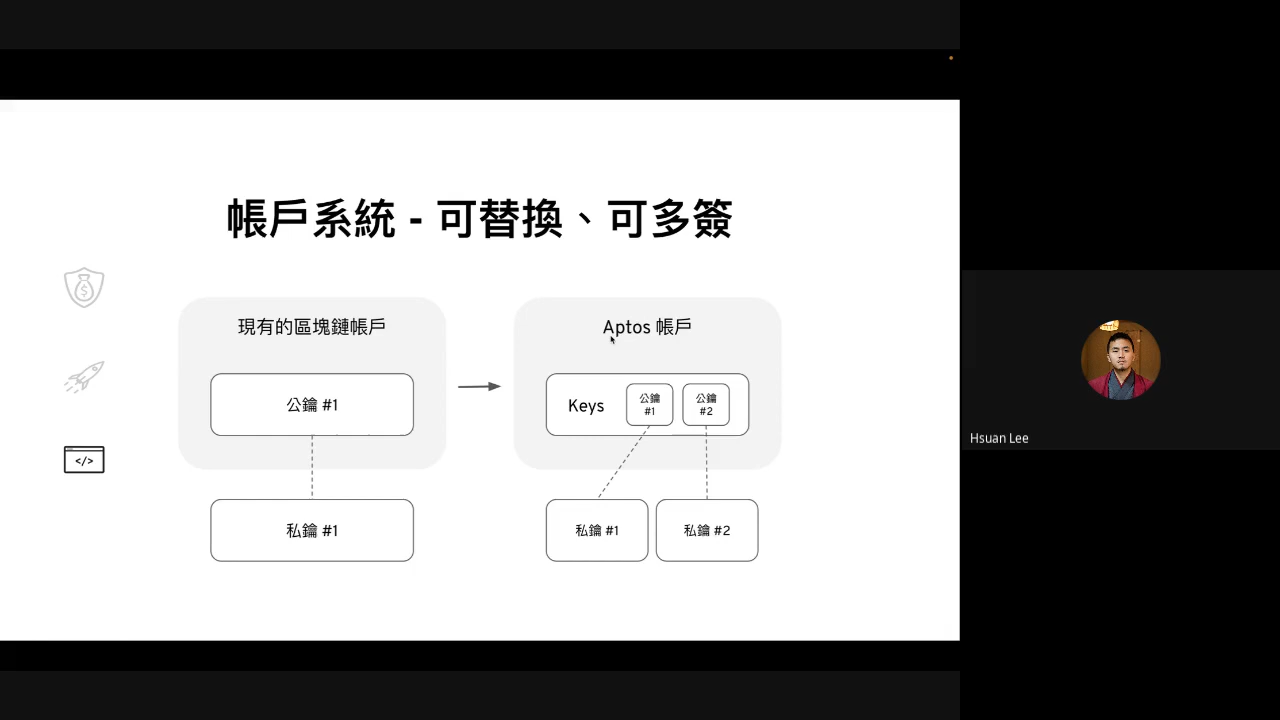 帳戶系統 - 可替換、可多簽
$
現有的區塊鏈帳戶
公鑰 #1
私鑰 #1
Aptos 帳戶
Keys
公鑰
#1
公鑰
#2
私鑰 #1
私鑰 #2
</>
Hsuan Lee